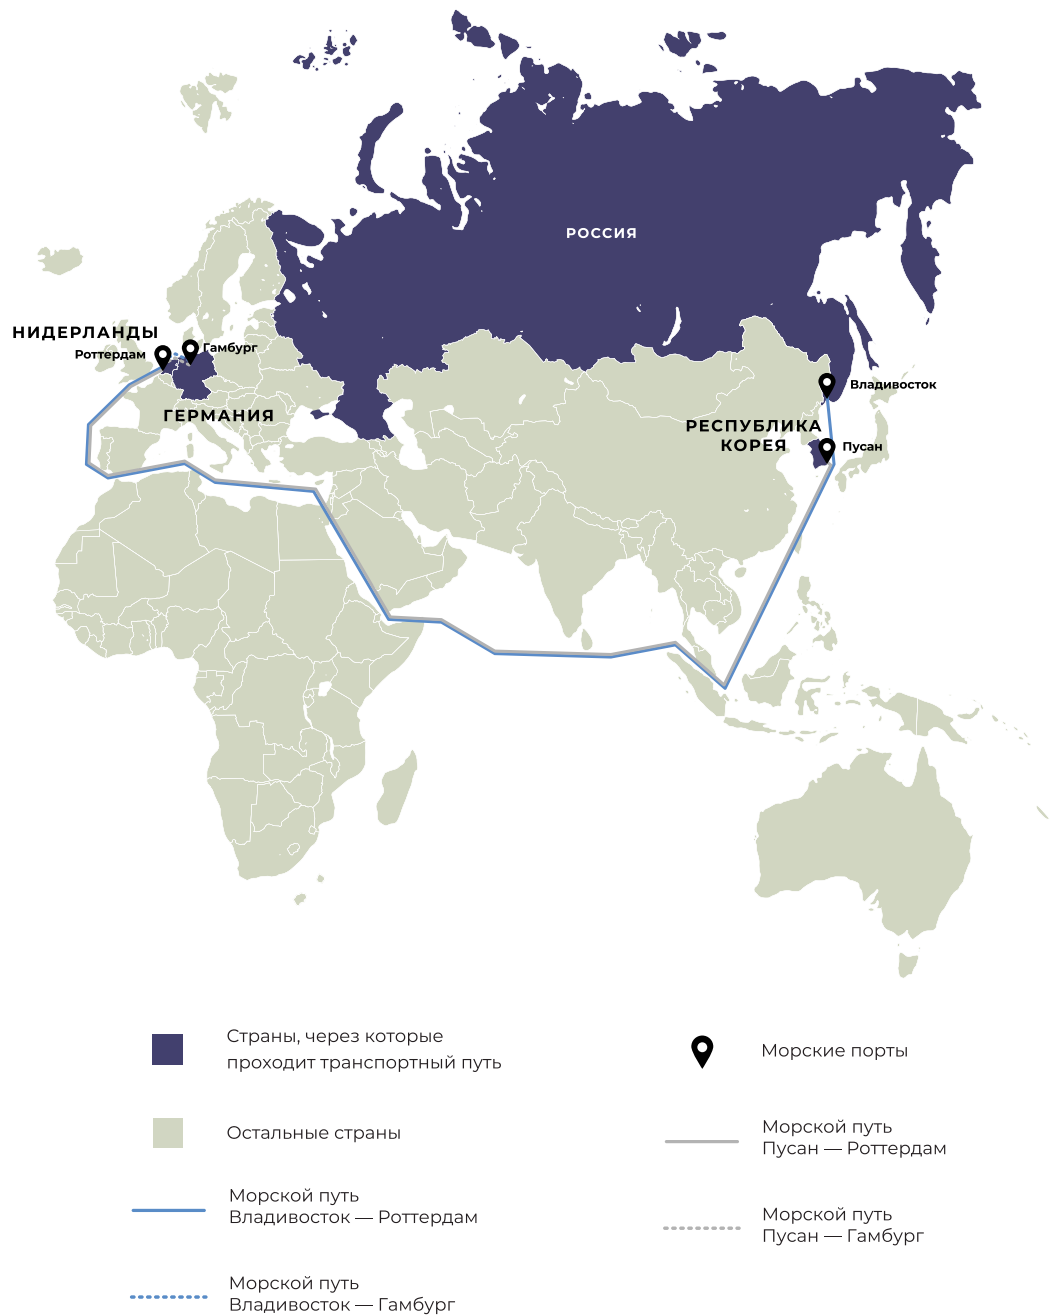 РОССИЯ
НИДЕРЛАНДЫ
Роттердам
Гамбург
ГЕРМАНИЯ
Владивосток
РЕСПУБЛИКА
КОРЕЯ
Пусан
Страны, через которые
проходит транспортный путь
Остальные страны
Морской путь
Владивосток — Роттердам
Морской путь
Владивосток — Гамбург
Морские порты
Морской путь
Пусан — Роттердам
Морской путь
Пусан — Гамбург